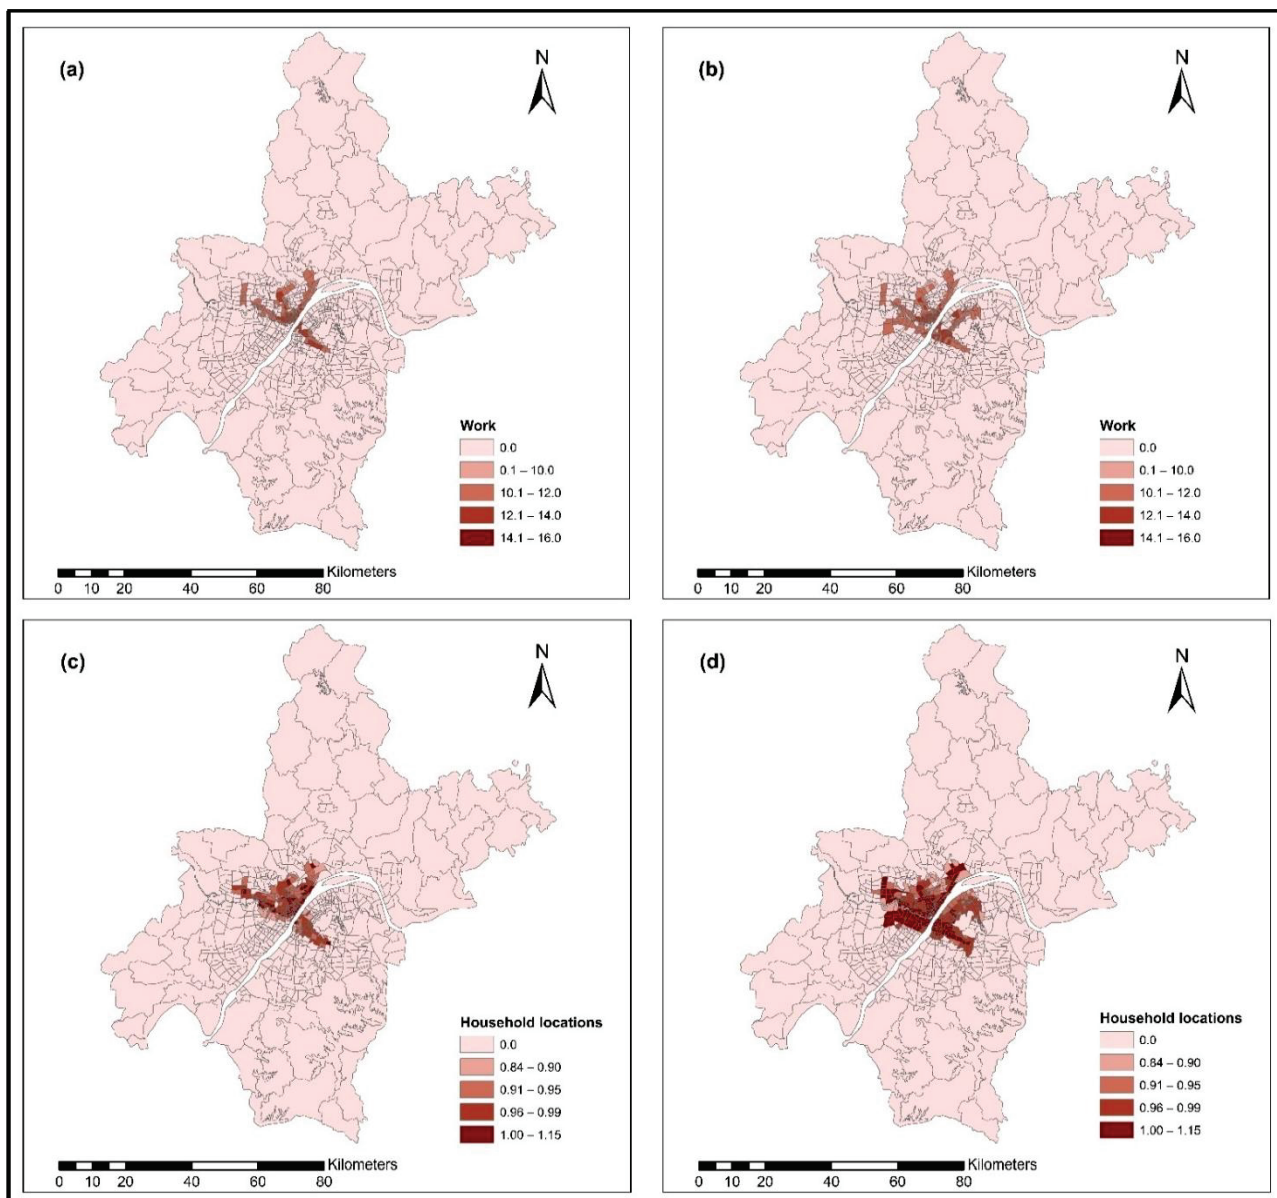 (a)
N
Work
0.0
0.1 – 10.0
10.1 – 12.0
12.1 – 14.0
14.1 – 16.0
Kilometers
0 10 20 40 60 80
(b)
N
Work
0.0
0.1 – 10.0
10.1 – 12.0
12.1 – 14.0
14.1 – 16.0
Kilometers
0 10 20 40 60 80
(c)
N
Household locations
0.0
0.84 – 0.90
0.91 – 0.95
0.96 – 0.99
1.00 – 1.15
Kilometers
0 10 20 40 60 80
(d)
N
Household locations
0.0
0.84 – 0.90
0.91 – 0.95
0.96 – 0.99
1.00 – 1.15
Kilometers
0 10 20 40 60 80